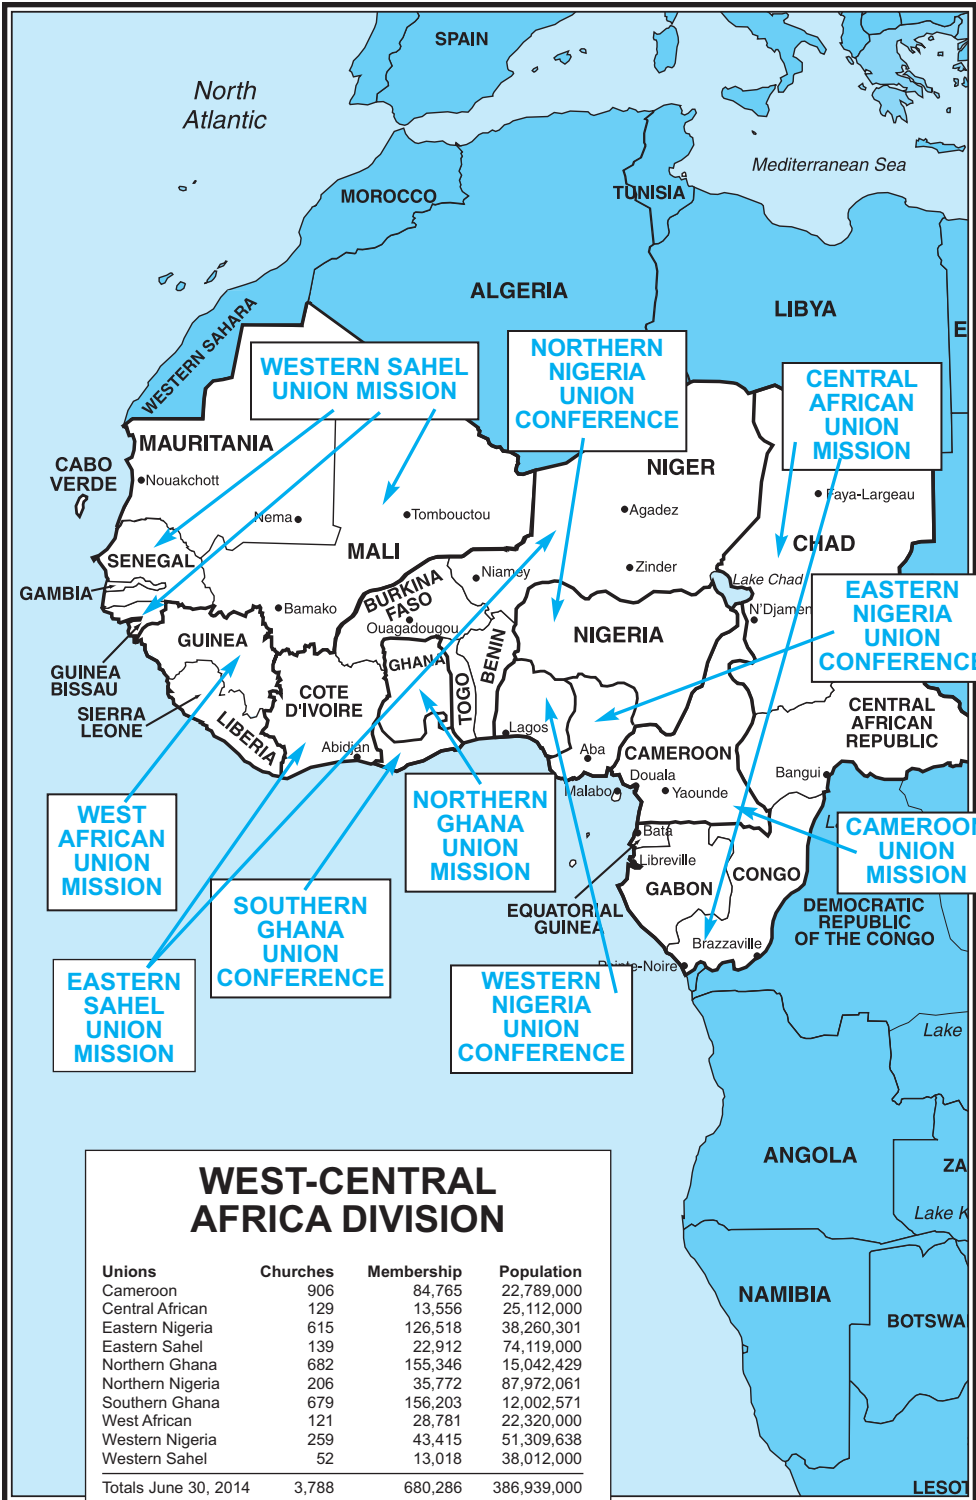 SPAIN
North
Atlantic
Mediterranean Sea
MOROCCO
TUNISIA
ALGERIA
LIBYA
E
WESTERN SAHARA
WESTERN SAHEL
UNION MISSION
NORTHERN
NIGERIA
UNION
CONFERENCE
CENTRAL
AFRICAN
UNION
MISSION
MAURITANIA
CABO
VERDE
Nouakchott
NIGER
Faya-Largeau
Nema
Tombouctou
Agadez
MALI
CHAD
SENEGAL
GAMBIA
Niamey
Zinder
Lake Chad
BURKINA
FASO
Bamako
Ouagadougou
N'Djamen
EASTERN
NIGERIA
UNION
CONFERENCE
GUINEA
NIGERIA
GHANA
BENIN
TOGO
GUINEA
BISSAU
SIERRA
LEONE
LIBERIA
COTE
D'IVOIRE
Abidjan
Lagos
Aba
CAMEROON
CENTRAL
AFRICAN
REPUBLIC
Douala
Bangui
Malabo
Yaounde
WEST
AFRICAN
UNION
MISSION
NORTHERN
GHANA
UNION
MISSION
Bata
Libreville
CAMEROON
UNION
MISSION
GABON
CONGO
SOUTHERN
GHANA
UNION
CONFERENCE
EQUATORIAL
GUINEA
DEMOCRATIC
REPUBLIC
OF THE CONGO
Brazzaville
Pointe-Noire
EASTERN
SAHEL
UNION
MISSION
WESTERN
NIGERIA
UNION
CONFERENCE
Lake
ANGOLA
ZA
Lake K
NAMIBIA
BOTSWA
LESOT
WEST-CENTRAL
AFRICA DIVISION
Unions Churches Membership Population
Cameroon 906 84,765 22,789,000
Central African 129 13,556 25,112,000
Eastern Nigeria 615 126,518 38,260,301
Eastern Sahel 139 22,912 74,119,000
Northern Ghana 682 155,346 15,042,429
Northern Nigeria 206 35,772 87,972,061
Southern Ghana 679 156,203 12,002,571
West African 121 28,781 22,320,000
Western Nigeria 259 43,415 51,309,638
Western Sahel 52 13,018 38,012,000
Totals June 30, 2014 3,788 680,286 386,939,000